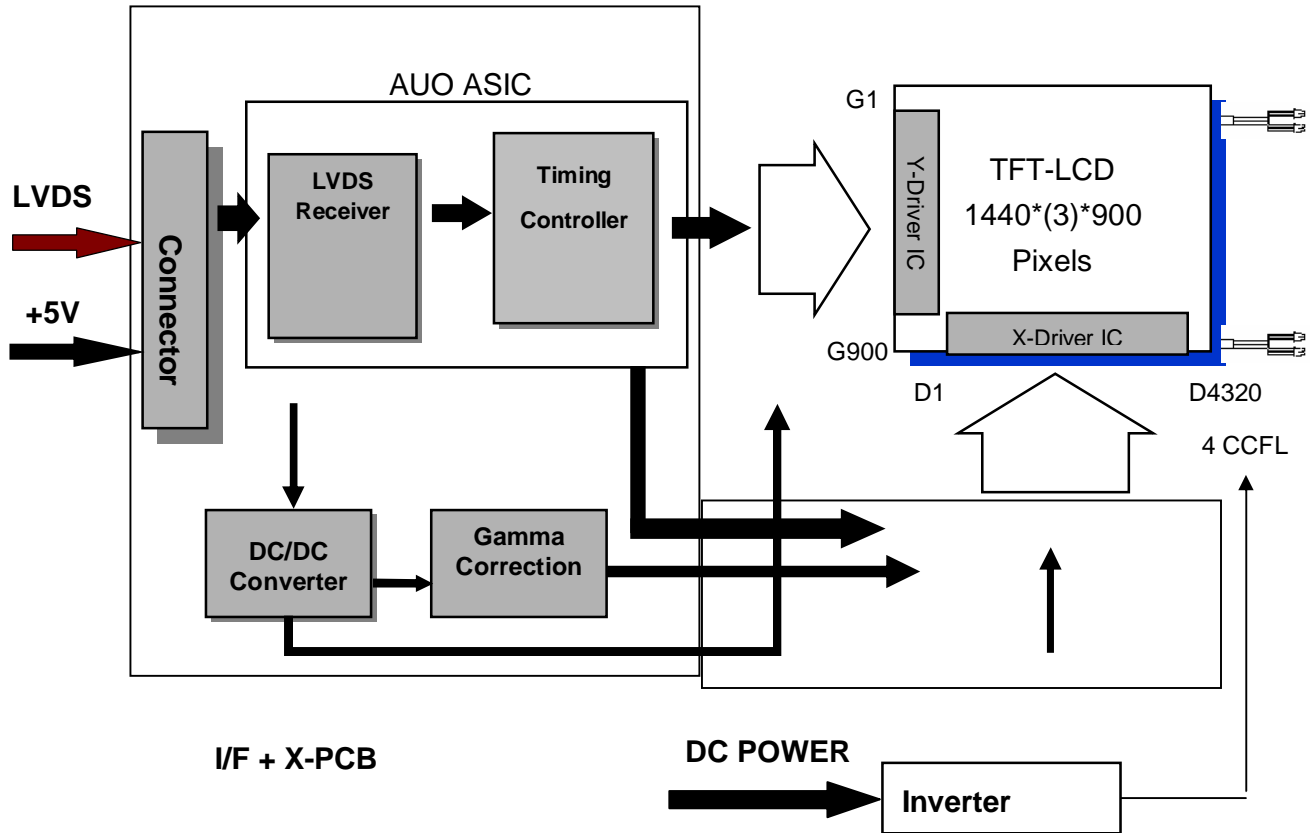 AUO ASIC
LVDS
+5V
Connector
LVDS
Receiver
Timing
Controller
G1
Y-Driver IC
TFT-LCD
1440*(3)*900
Pixels
X-Driver IC
G900
D1
D4320
4 CCFL
DC/DC
Converter
Gamma
Correction
I/F + X-PCB
DC POWER
Inverter